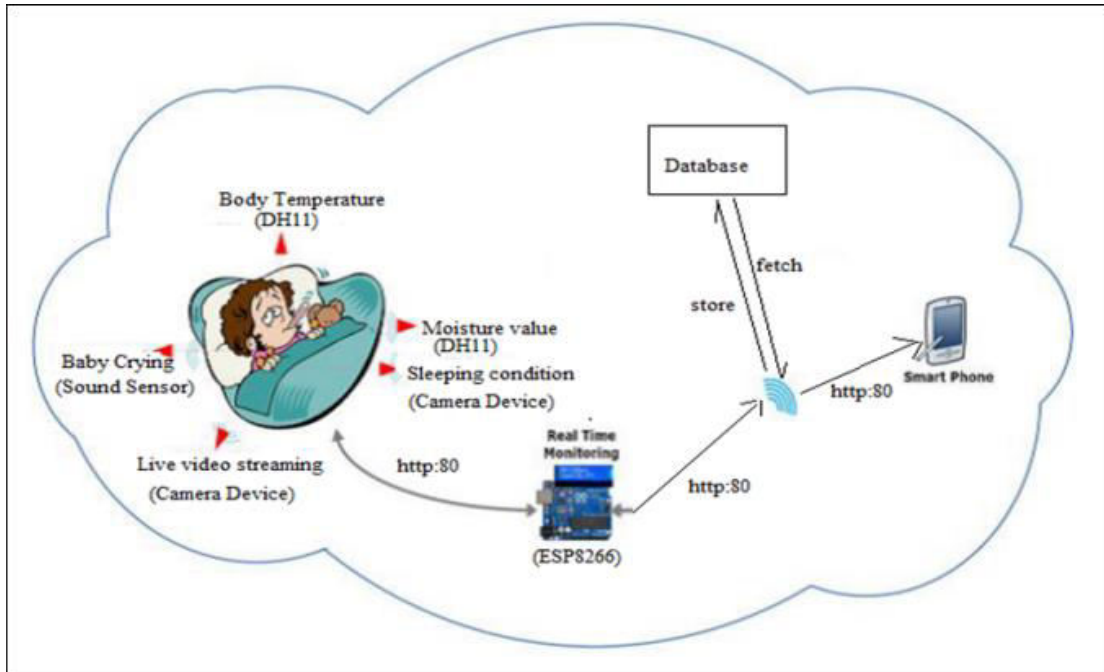 Database
Body Temperature
(DH11)
fetch
store
Moisture value
(DH11)
Baby Crying
(Sound Sensor)
Sleeping condition
(Camera Device)
Smart Phone
http:80
Real Time
Monitoring
Live video streaming
(Camera Device)
http:80
http:80
(ESP8266)